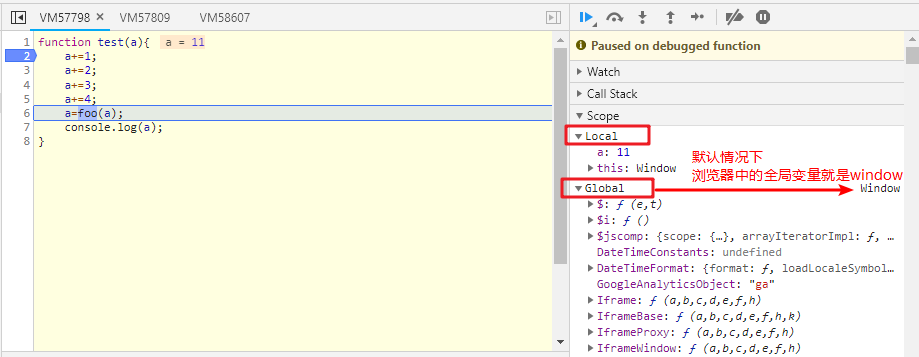 VM57798 × VM57809 VM58607
1 function test(a){ a = 11
2 a+=1;
3 a+=2;
4 a+=3;
5 a+=4;
6 a=foo(a);
7 console.log(a);
8 }
Paused on debugged function
Watch
Call Stack
Scope
Local
a: 11
this: Window
默认情况下
浏览器中的全局变量就是window
Global Window
$: ƒ (e,t)
$i: ƒ ()
$jscomp: {scope: {…}, arrayIteratorImpl: ƒ, …
DateTimeConstants: undefined
DateTimeFormat: {format: ƒ, loadLocaleSymbol…
GoogleAnalyticsObject: "ga"
Iframe: ƒ (a,b,c,d,e,f,h)
IframeBase: ƒ (a,b,c,d,e,f,h,k)
IframeProxy: ƒ (a,b,c,d,e,f,h)
IframeWindow: ƒ (a,b,c,d,e,f,h)